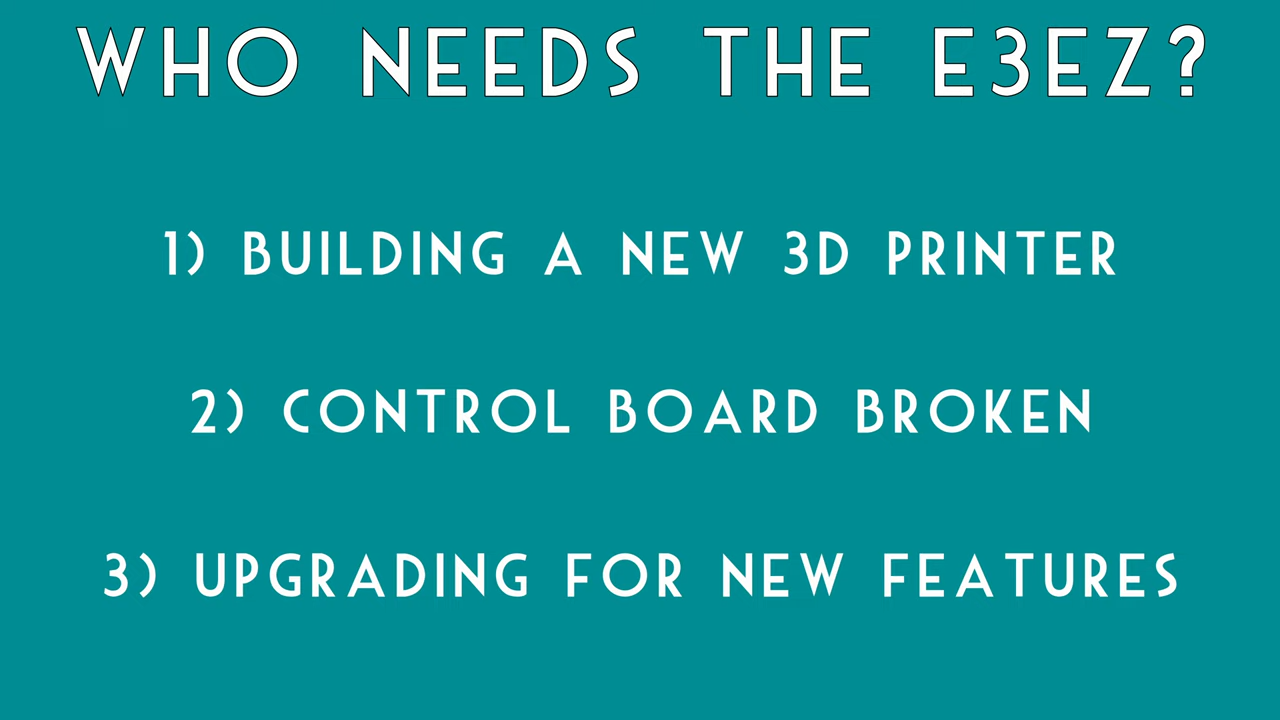 WHO NEEDS THE E3EZ?
1) BUILDING A NEW 3D PRINTER
2) CONTROL BOARD BROKEN
3) UPGRADING FOR NEW FEATURES